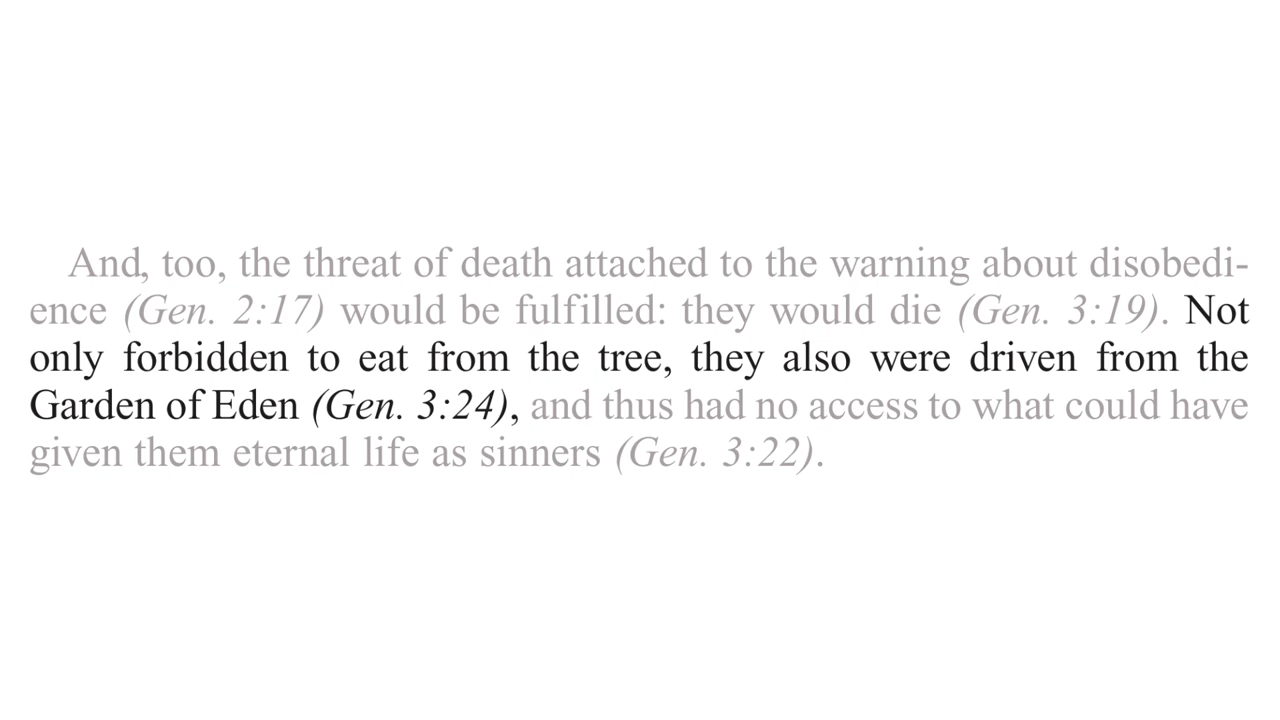 And, too, the threat of death attached to the warning about disobedi-
ence (Gen. 2:17) would be fulfilled: they would die (Gen. 3:19). Not
only forbidden to eat from the tree, they also were driven from the
Garden of Eden (Gen. 3:24), and thus had no access to what could have
given them eternal life as sinners (Gen. 3:22).